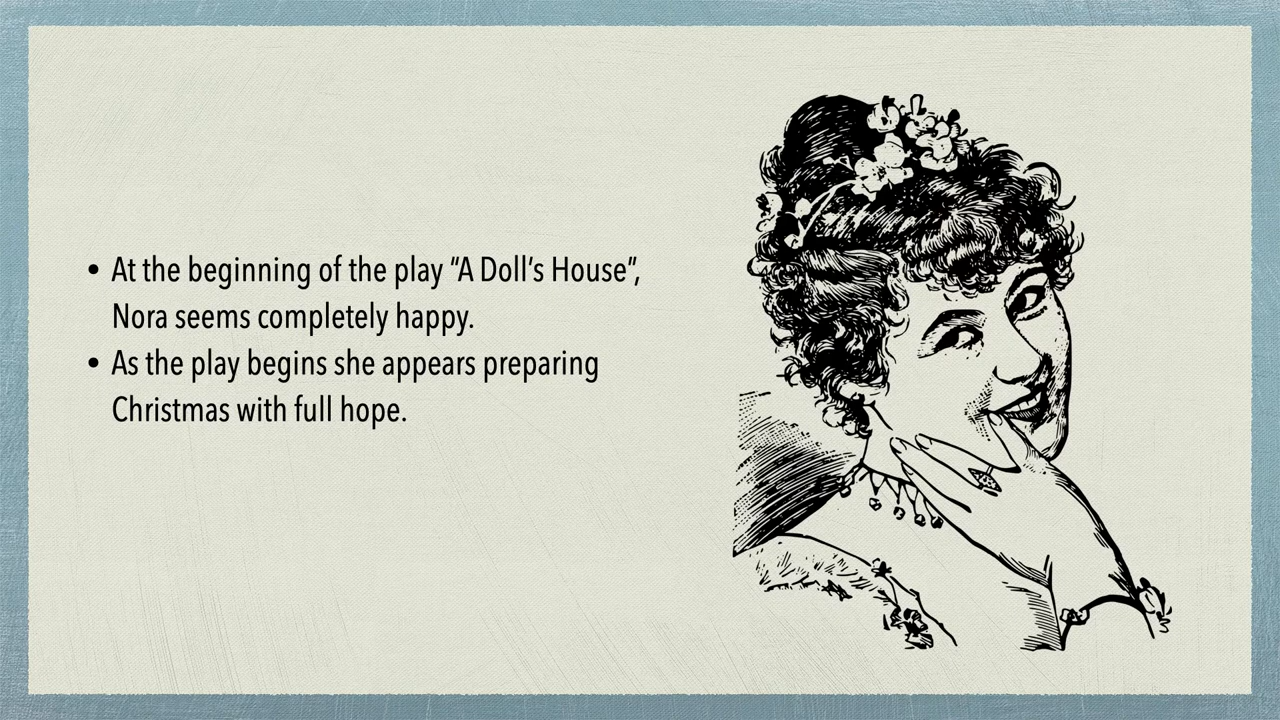 • At the beginning of the play “A Doll’s House”,
Nora seems completely happy.
• As the play begins she appears preparing
Christmas with full hope.